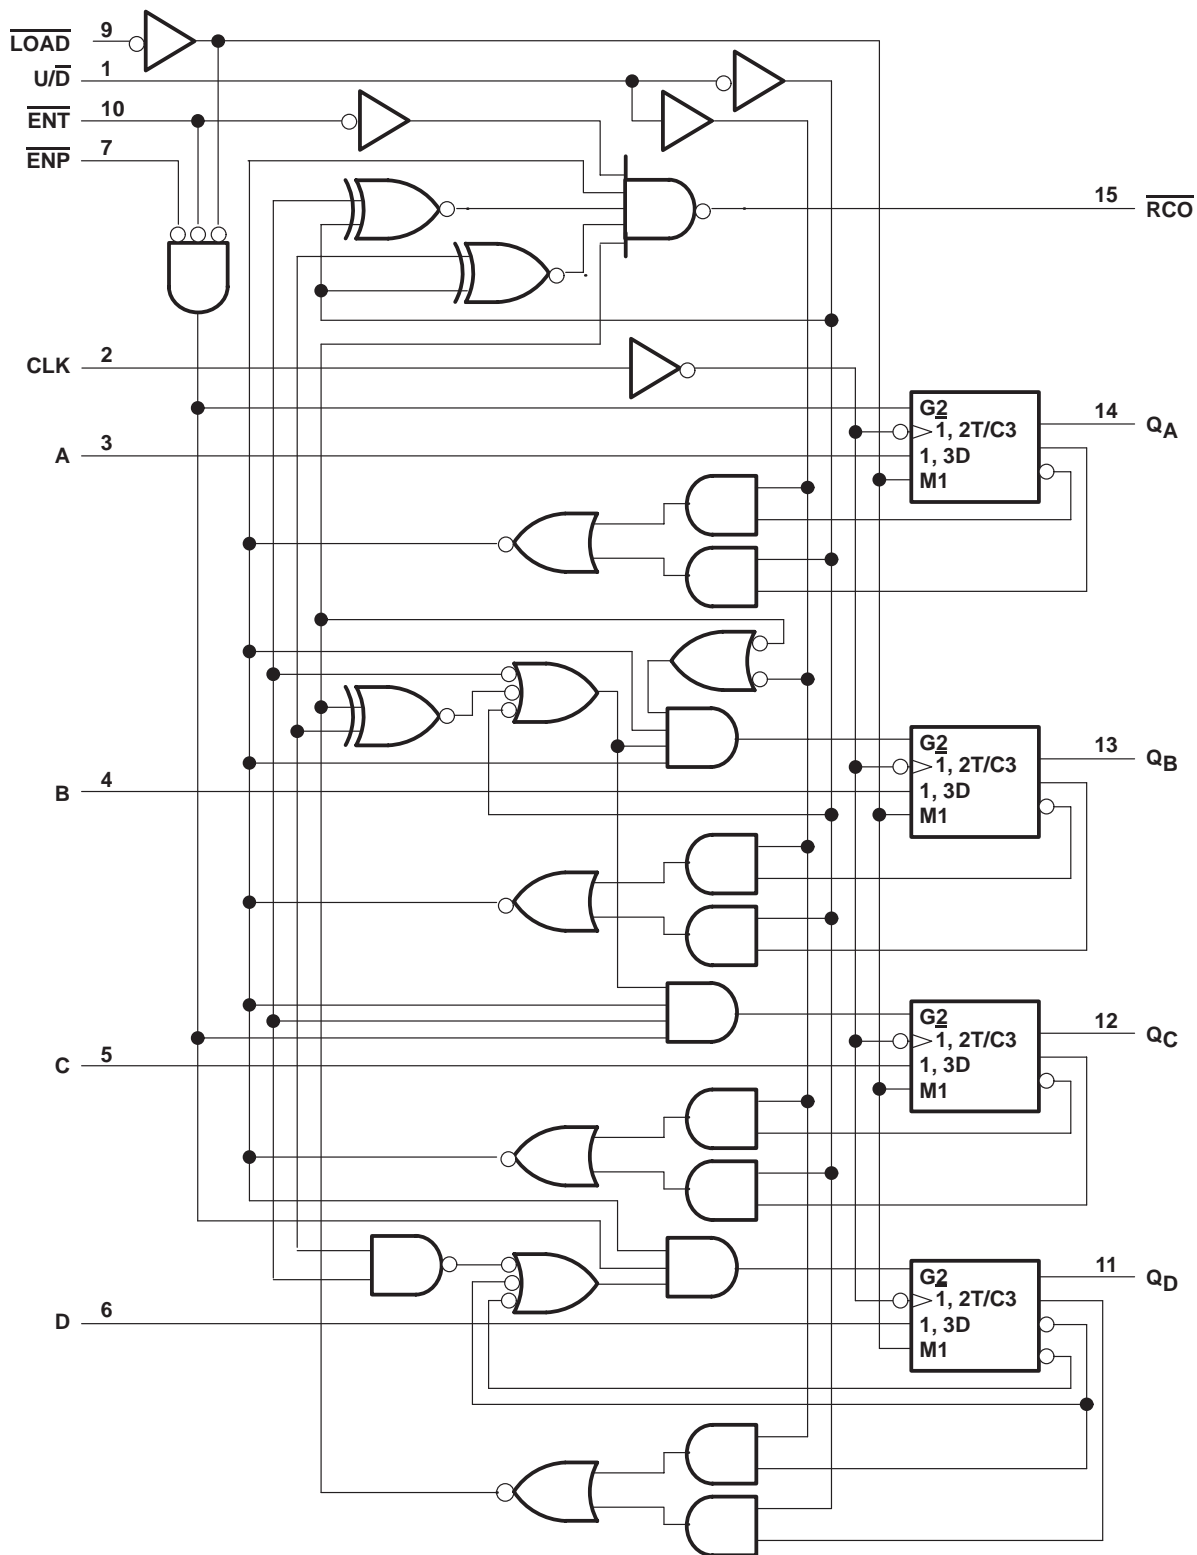 LOAD 9
U/D 1
ENT 10
ENP 7
15 RCO
CLK 2
G2
1, 2T/C3
1, 3D
M1
14 QA
A 3
G2
1, 2T/C3
1, 3D
M1
13 QB
B 4
G2
1, 2T/C3
1, 3D
M1
12 QC
C 5
G2
1, 2T/C3
1, 3D
M1
11 QD
D 6